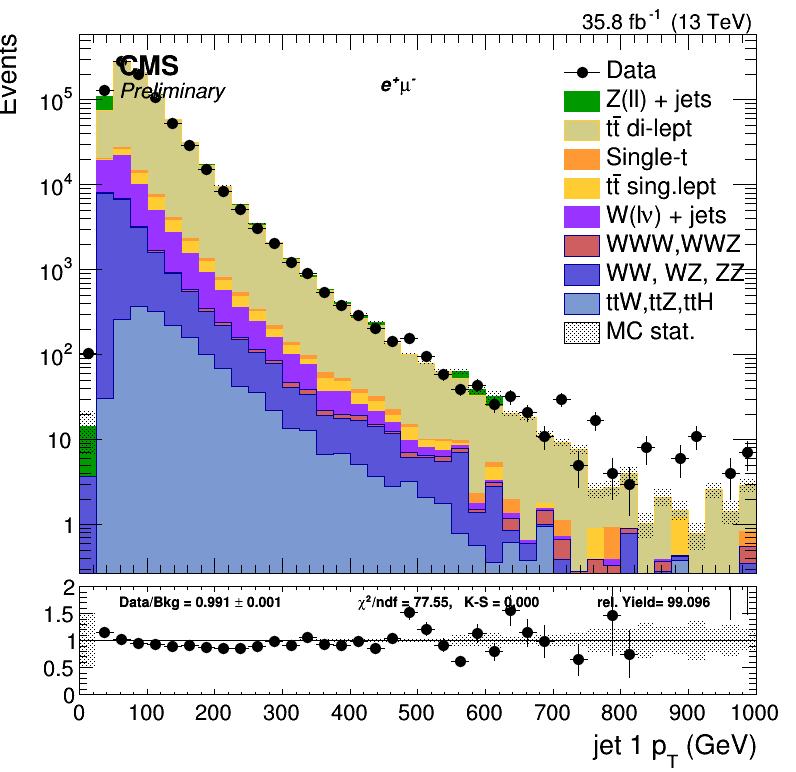 35.8 fb⁻¹ (13 TeV)
Events
CMS
Preliminary
e⁺μ⁻
Data
Z(ll) + jets
tt̄ di-lept
Single-t
tt̄ sing.lept
W(lν) + jets
WWW,WWZ
WW, WZ, ZZ
ttW,ttZ,ttH
MC stat.
10⁵
10⁴
10³
10²
10
1
Data/Bkg = 0.991 ± 0.001 χ²/ndf = 77.55, K-S = 0.000 rel. Yield= 99.096
2
1.5
1
0.5
0
0 100 200 300 400 500 600 700 800 900 1000
jet 1 p_T (GeV)